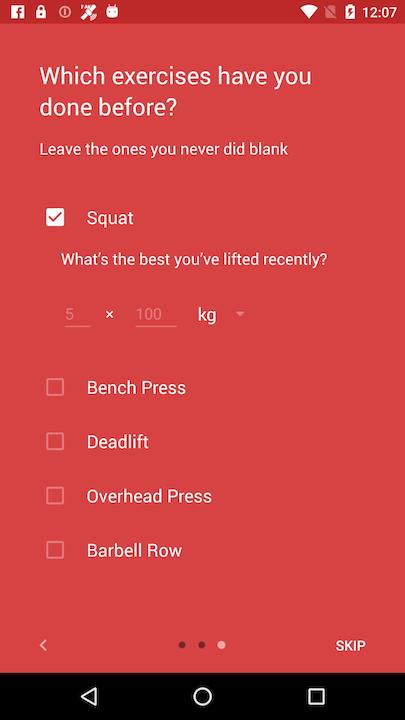 12:07
Which exercises have you
done before?
Leave the ones you never did blank
Squat
What's the best you've lifted recently?
5 × 100 kg
Bench Press
Deadlift
Overhead Press
Barbell Row
SKIP